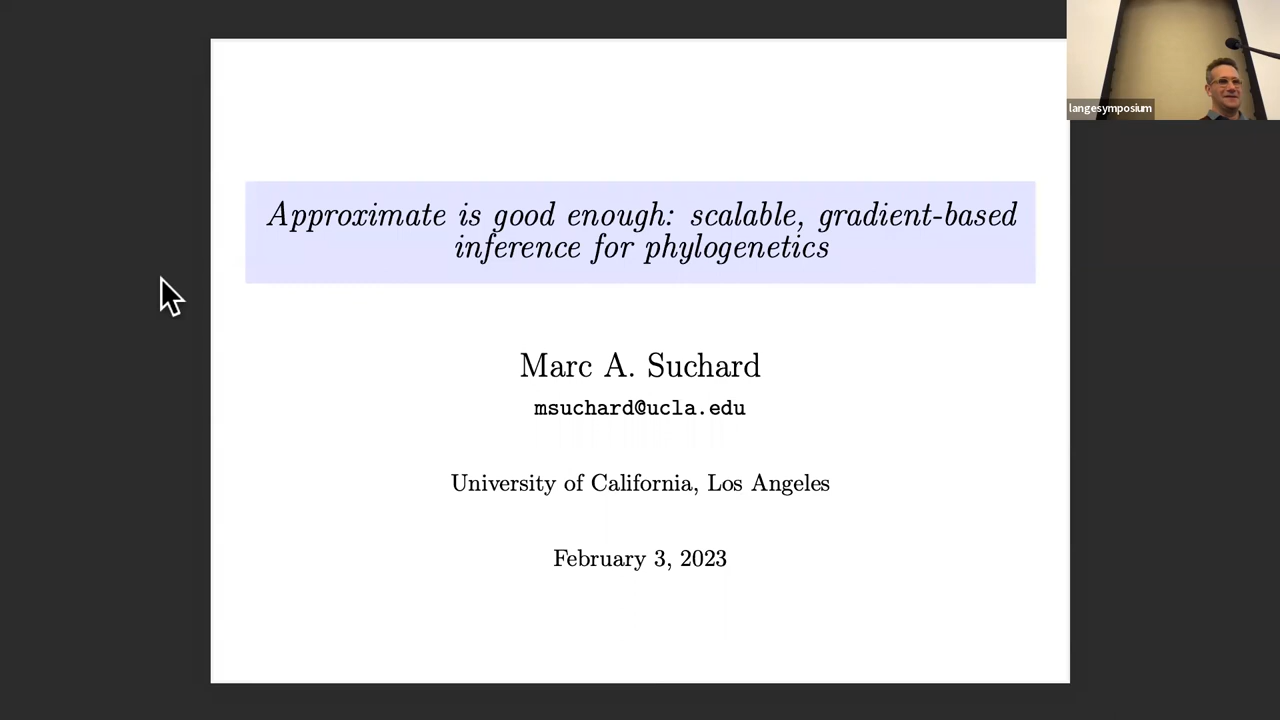 langesymposium
Approximate is good enough: scalable, gradient-based
inference for phylogenetics
Marc A. Suchard
msuchard@ucla.edu
University of California, Los Angeles
February 3, 2023